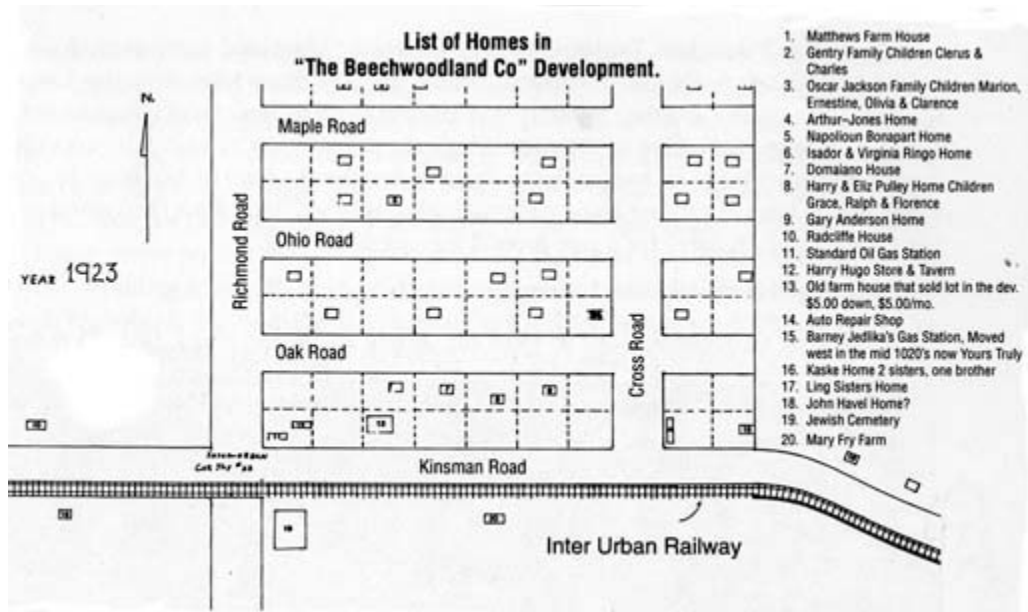 List of Homes in
"The Beechwoodland Co" Development.
N.
YEAR 1923
Maple Road
Ohio Road
Oak Road
Kinsman Road
Richmond Road
Cross Road
Inter Urban Railway
1. Matthews Farm House
2. Gentry Family Children Clerus &
Charles
3. Oscar Jackson Family Children Marion,
Ernestine, Olivia & Clarence
4. Arthur-Jones Home
5. Napolioun Bonapart Home
6. Isador & Virginia Ringo Home
7. Domaiano House
8. Harry & Eliz Pulley Home Children
Grace, Ralph & Florence
9. Gary Anderson Home
10. Radcliffe House
11. Standard Oil Gas Station
12. Harry Hugo Store & Tavern
13. Old farm house that sold lot in the dev.
$5.00 down, $5.00/mo.
14. Auto Repair Shop
15. Barney Jedlika's Gas Station, Moved
west in the mid 1020's now Yours Truly
16. Kaske Home 2 sisters, one brother
17. Ling Sisters Home
18. John Havel Home?
19. Jewish Cemetery
20. Mary Fry Farm